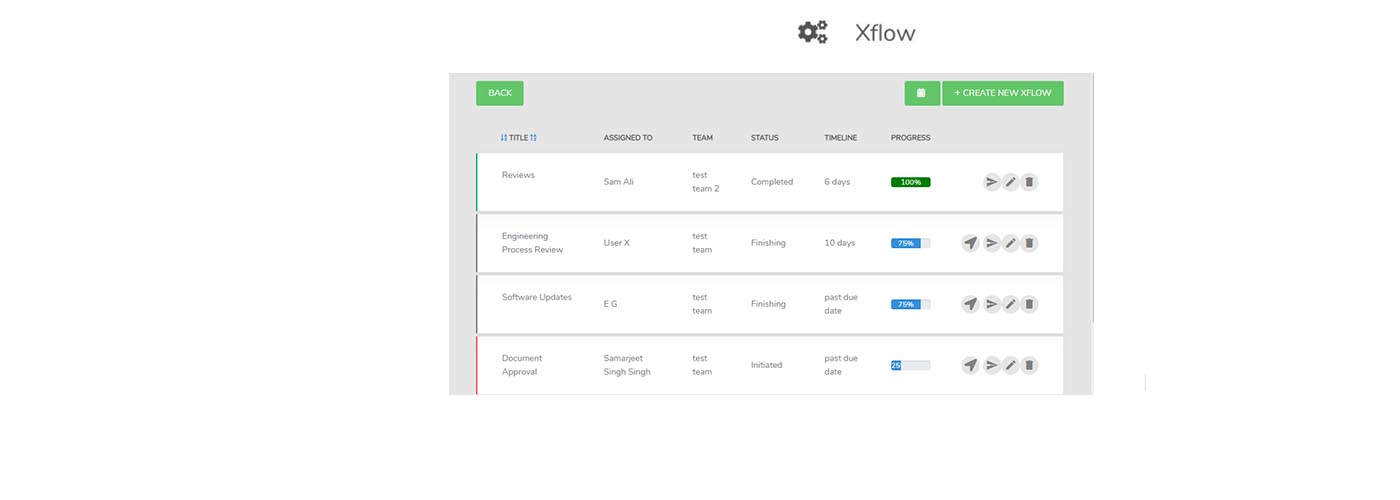 Xflow
BACK
+ CREATE NEW XFLOW
TITLE ASSIGNED TO TEAM STATUS TIMELINE PROGRESS
Reviews
Sam Ali
test
team 2
Completed
6 days
100%
Engineering
Process Review
User X
test
team
Finishing
10 days
75%
Software Updates
E G
test
team
Finishing
past due
date
75%
Document
Approval
Samarjeet
Singh Singh
test
team
Initiated
past due
date
25